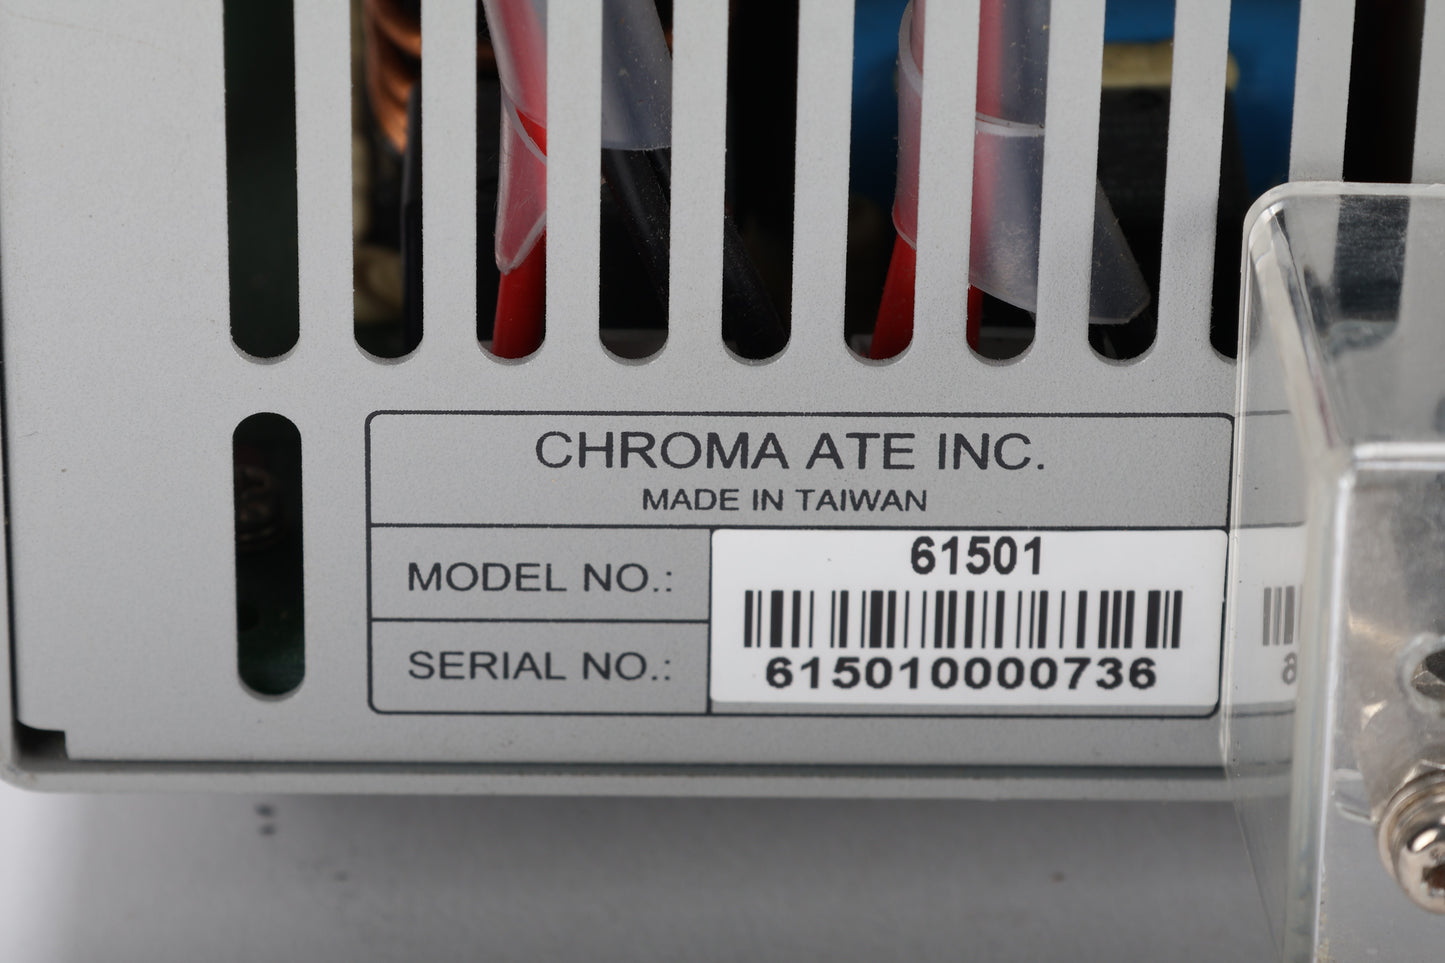 CHROMA ATE INC.
MADE IN TAIWAN
MODEL NO.: 61501
SERIAL NO.: 615010000736